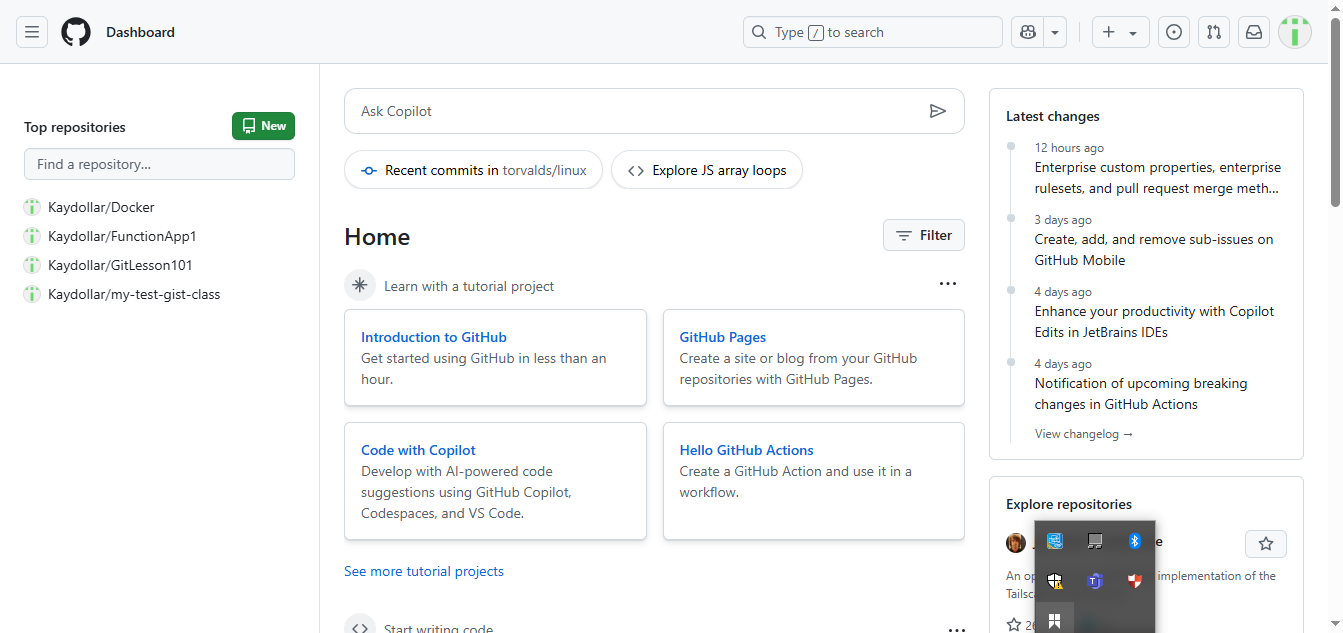 Dashboard
Type / to search
Top repositories
New
Find a repository...
Kaydollar/Docker
Kaydollar/FunctionApp1
Kaydollar/GitLesson101
Kaydollar/my-test-gist-class
Ask Copilot
Recent commits in torvalds/linux
Explore JS array loops
Home
Filter
Learn with a tutorial project
Introduction to GitHub
Get started using GitHub in less than an
hour.
GitHub Pages
Create a site or blog from your GitHub
repositories with GitHub Pages.
Code with Copilot
Develop with AI-powered code
suggestions using GitHub Copilot,
Codespaces, and VS Code.
Hello GitHub Actions
Create a GitHub Action and use it in a
workflow.
See more tutorial projects
Start writing code
Latest changes
12 hours ago
Enterprise custom properties, enterprise
rulesets, and pull request merge meth...
3 days ago
Create, add, and remove sub-issues on
GitHub Mobile
4 days ago
Enhance your productivity with Copilot
Edits in JetBrains IDEs
4 days ago
Notification of upcoming breaking
changes in GitHub Actions
View changelog →
Explore repositories
An implementation of the